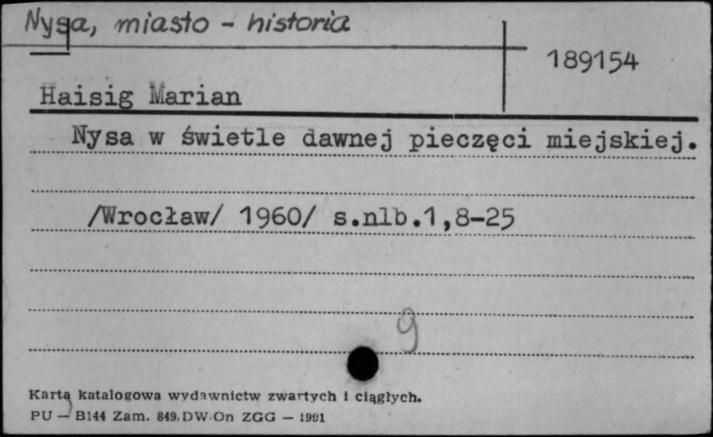 Nysa, miasto - historia
189154
Haisig Marian
Nysa w świetle dawnej pieczęci miejskiej.
/Wrocław/ 1960/ s.nlb.1,8-25
9
Karta katalogowa wydawnictw zwartych i ciągłych.
PU — B144 Zam. 849. DW On ZGG — 1991